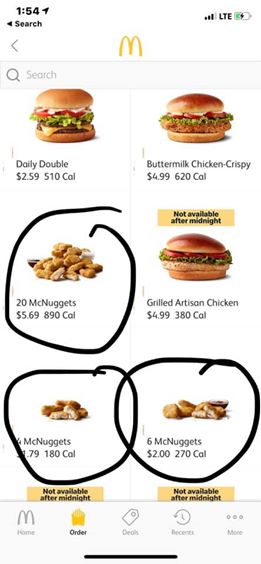 1:54
LTE
Search
Search
Daily Double
$2.59 510 Cal
Buttermilk Chicken-Crispy
$4.99 620 Cal
Not available
after midnight
20 McNuggets
$5.69 890 Cal
Grilled Artisan Chicken
$4.99 380 Cal
4 McNuggets
$1.79 180 Cal
6 McNuggets
$2.00 270 Cal
Not available
after midnight
Not available
after midnight
Home
Order
Deals
Recents
More